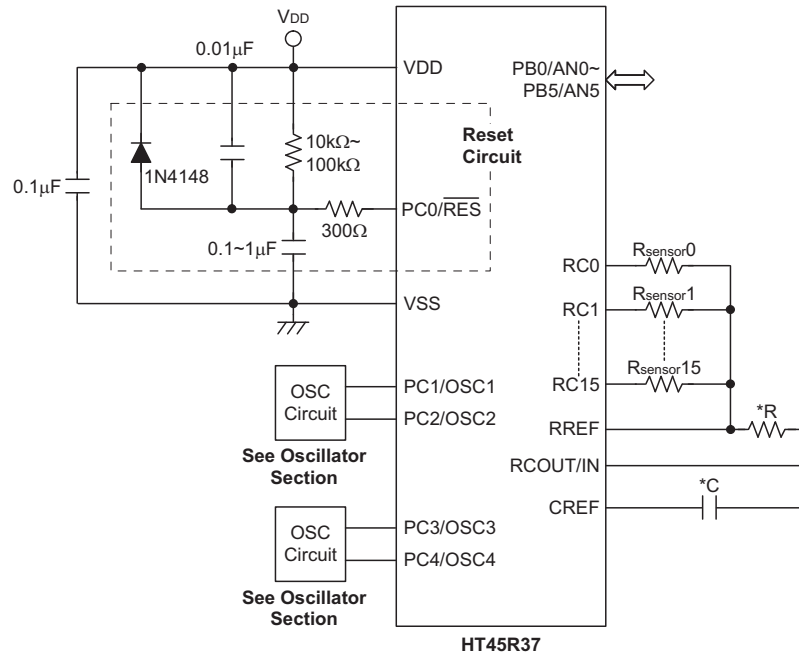 VDD
0.01μF
VDD
PB0/AN0~
PB5/AN5
Reset
Circuit
10kΩ~
100kΩ
1N4148
0.1μF
PC0/RES
300Ω
0.1~1μF
VSS
RC0
Rsensor0
RC1
Rsensor1
RC15
Rsensor15
RREF
*R
RCOUT/IN
CREF
*C
OSC
Circuit
PC1/OSC1
PC2/OSC2
See Oscillator
Section
OSC
Circuit
PC3/OSC3
PC4/OSC4
See Oscillator
Section
HT45R37